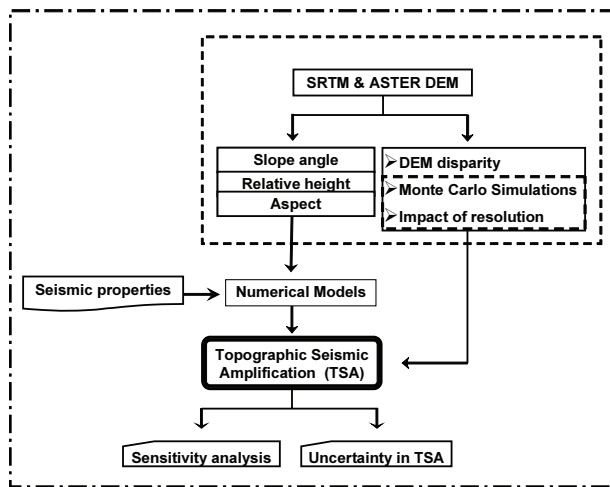 SRTM & ASTER DEM
Slope angle
Relative height
Aspect
➢DEM disparity
➢Monte Carlo Simulations
➢Impact of resolution
Seismic properties
Numerical Models
Topographic Seismic
Amplification (TSA)
Sensitivity analysis
Uncertainty in TSA